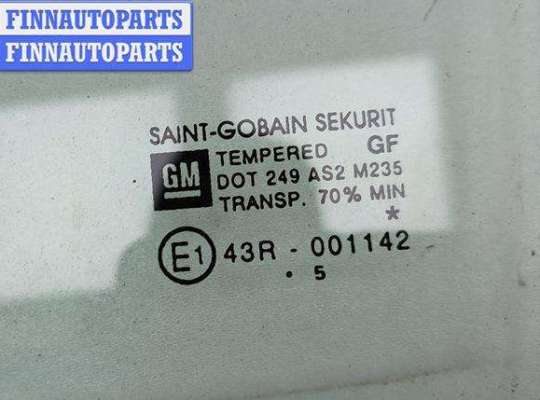 FINNAUTOPARTS
FINNAUTOPARTS
SAINT-GOBAIN SEKURIT
GM TEMPERED GF
DOT 249 AS2 M235
TRANSP. 70% MIN
*
E1 43R - 001142
. 5